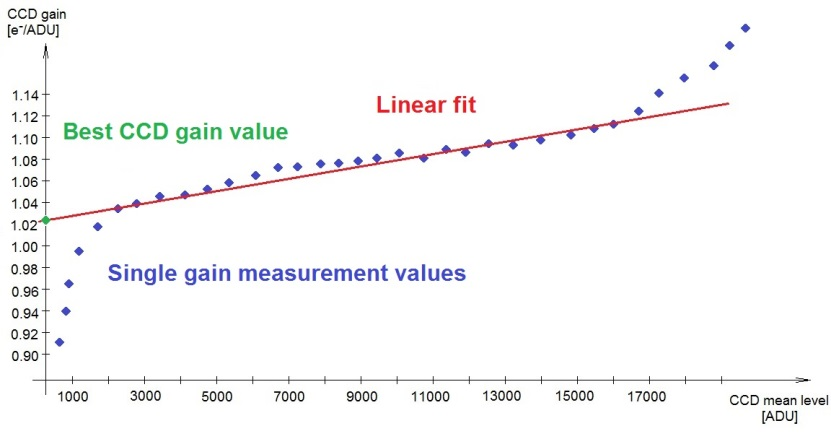 CCD gain
[e⁻/ADU]
Linear fit
Best CCD gain value
Single gain measurement values
1.14
1.12
1.10
1.08
1.06
1.04
1.02
1.00
0.98
0.96
0.94
0.92
0.90
1000 3000 5000 7000 9000 11000 13000 15000 17000
CCD mean level
[ADU]